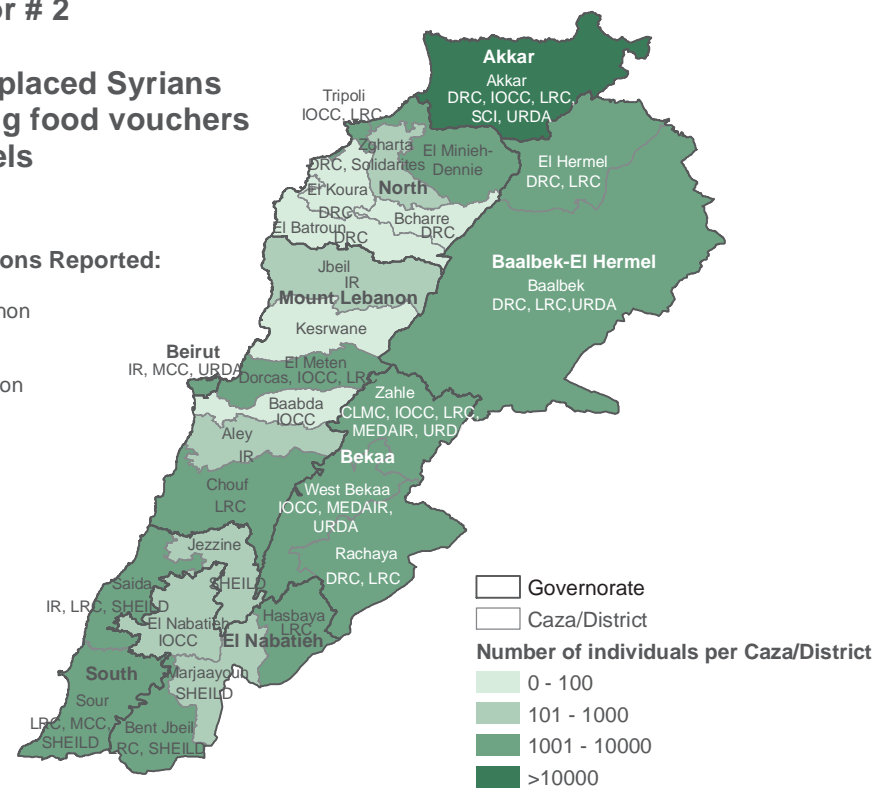 or # 2
placed Syrians
g food vouchers
els
ons Reported:
non
on
Akkar
Akkar
DRC, IOCC, LRC,
SCI, URDA
Tripoli
IOCC, LRC
Zgharta
DRC, Solidarites
El Minieh-
Dennie
El Hermel
DRC, LRC
El Koura
DRC
North
Bcharre
DRC
El Batroun
DRC
Baalbek-El Hermel
Baalbek
DRC, LRC,URDA
Jbeil
IR
Mount Lebanon
Kesrwane
Beirut
IR, MCC, URDA
El Meten
Dorcas, IOCC, LRC
Baabda
IOCC
Zahle
CLMC, IOCC, LRC,
MEDAIR, URD
Aley
IR
Bekaa
Chouf
LRC
West Bekaa
IOCC, MEDAIR,
URDA
Rachaya
DRC, LRC
Jezzine
SHEILD
Saida
IR, LRC, SHEILD
El Nabatieh
IOCC
Hasbaya
LRC
El Nabatieh
South
Marjaayoun
SHEILD
Sour
LRC, MCC,
SHEILD
Bent Jbeil
LRC, SHEILD
Governorate
Caza/District
Number of individuals per Caza/District
0 - 100
101 - 1000
1001 - 10000
>10000